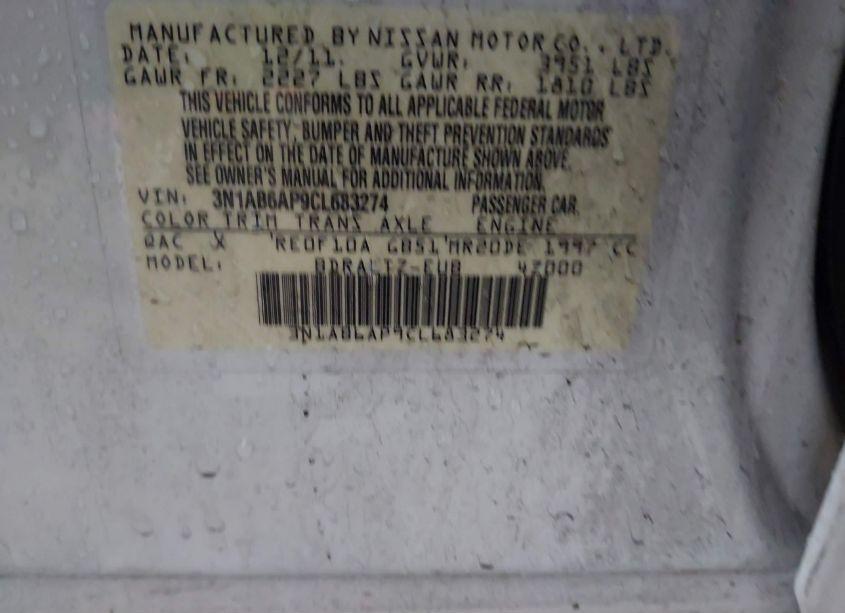 MANUFACTURED BY NISSAN MOTOR CO., LTD.
DATE: 12/11. GVWR: 3951 LBS
GAWR FR: 2227 LBS GAWR RR: 1810 LBS
THIS VEHICLE CONFORMS TO ALL APPLICABLE FEDERAL MOTOR
VEHICLE SAFETY, BUMPER AND THEFT PREVENTION STANDARDS
IN EFFECT ON THE DATE OF MANUFACTURE SHOWN ABOVE.
SEE OWNER'S MANUAL FOR ADDITIONAL INFORMATION.
VIN: 3N1AB6AP9CL683274 PASSENGER CAR.
COLOR TRIM TRANS AXLE ENGINE
QAC X RE0F10A GB51 MR20DE 1997 CC
MODEL: 47000
3N1AB6AP9CL683274